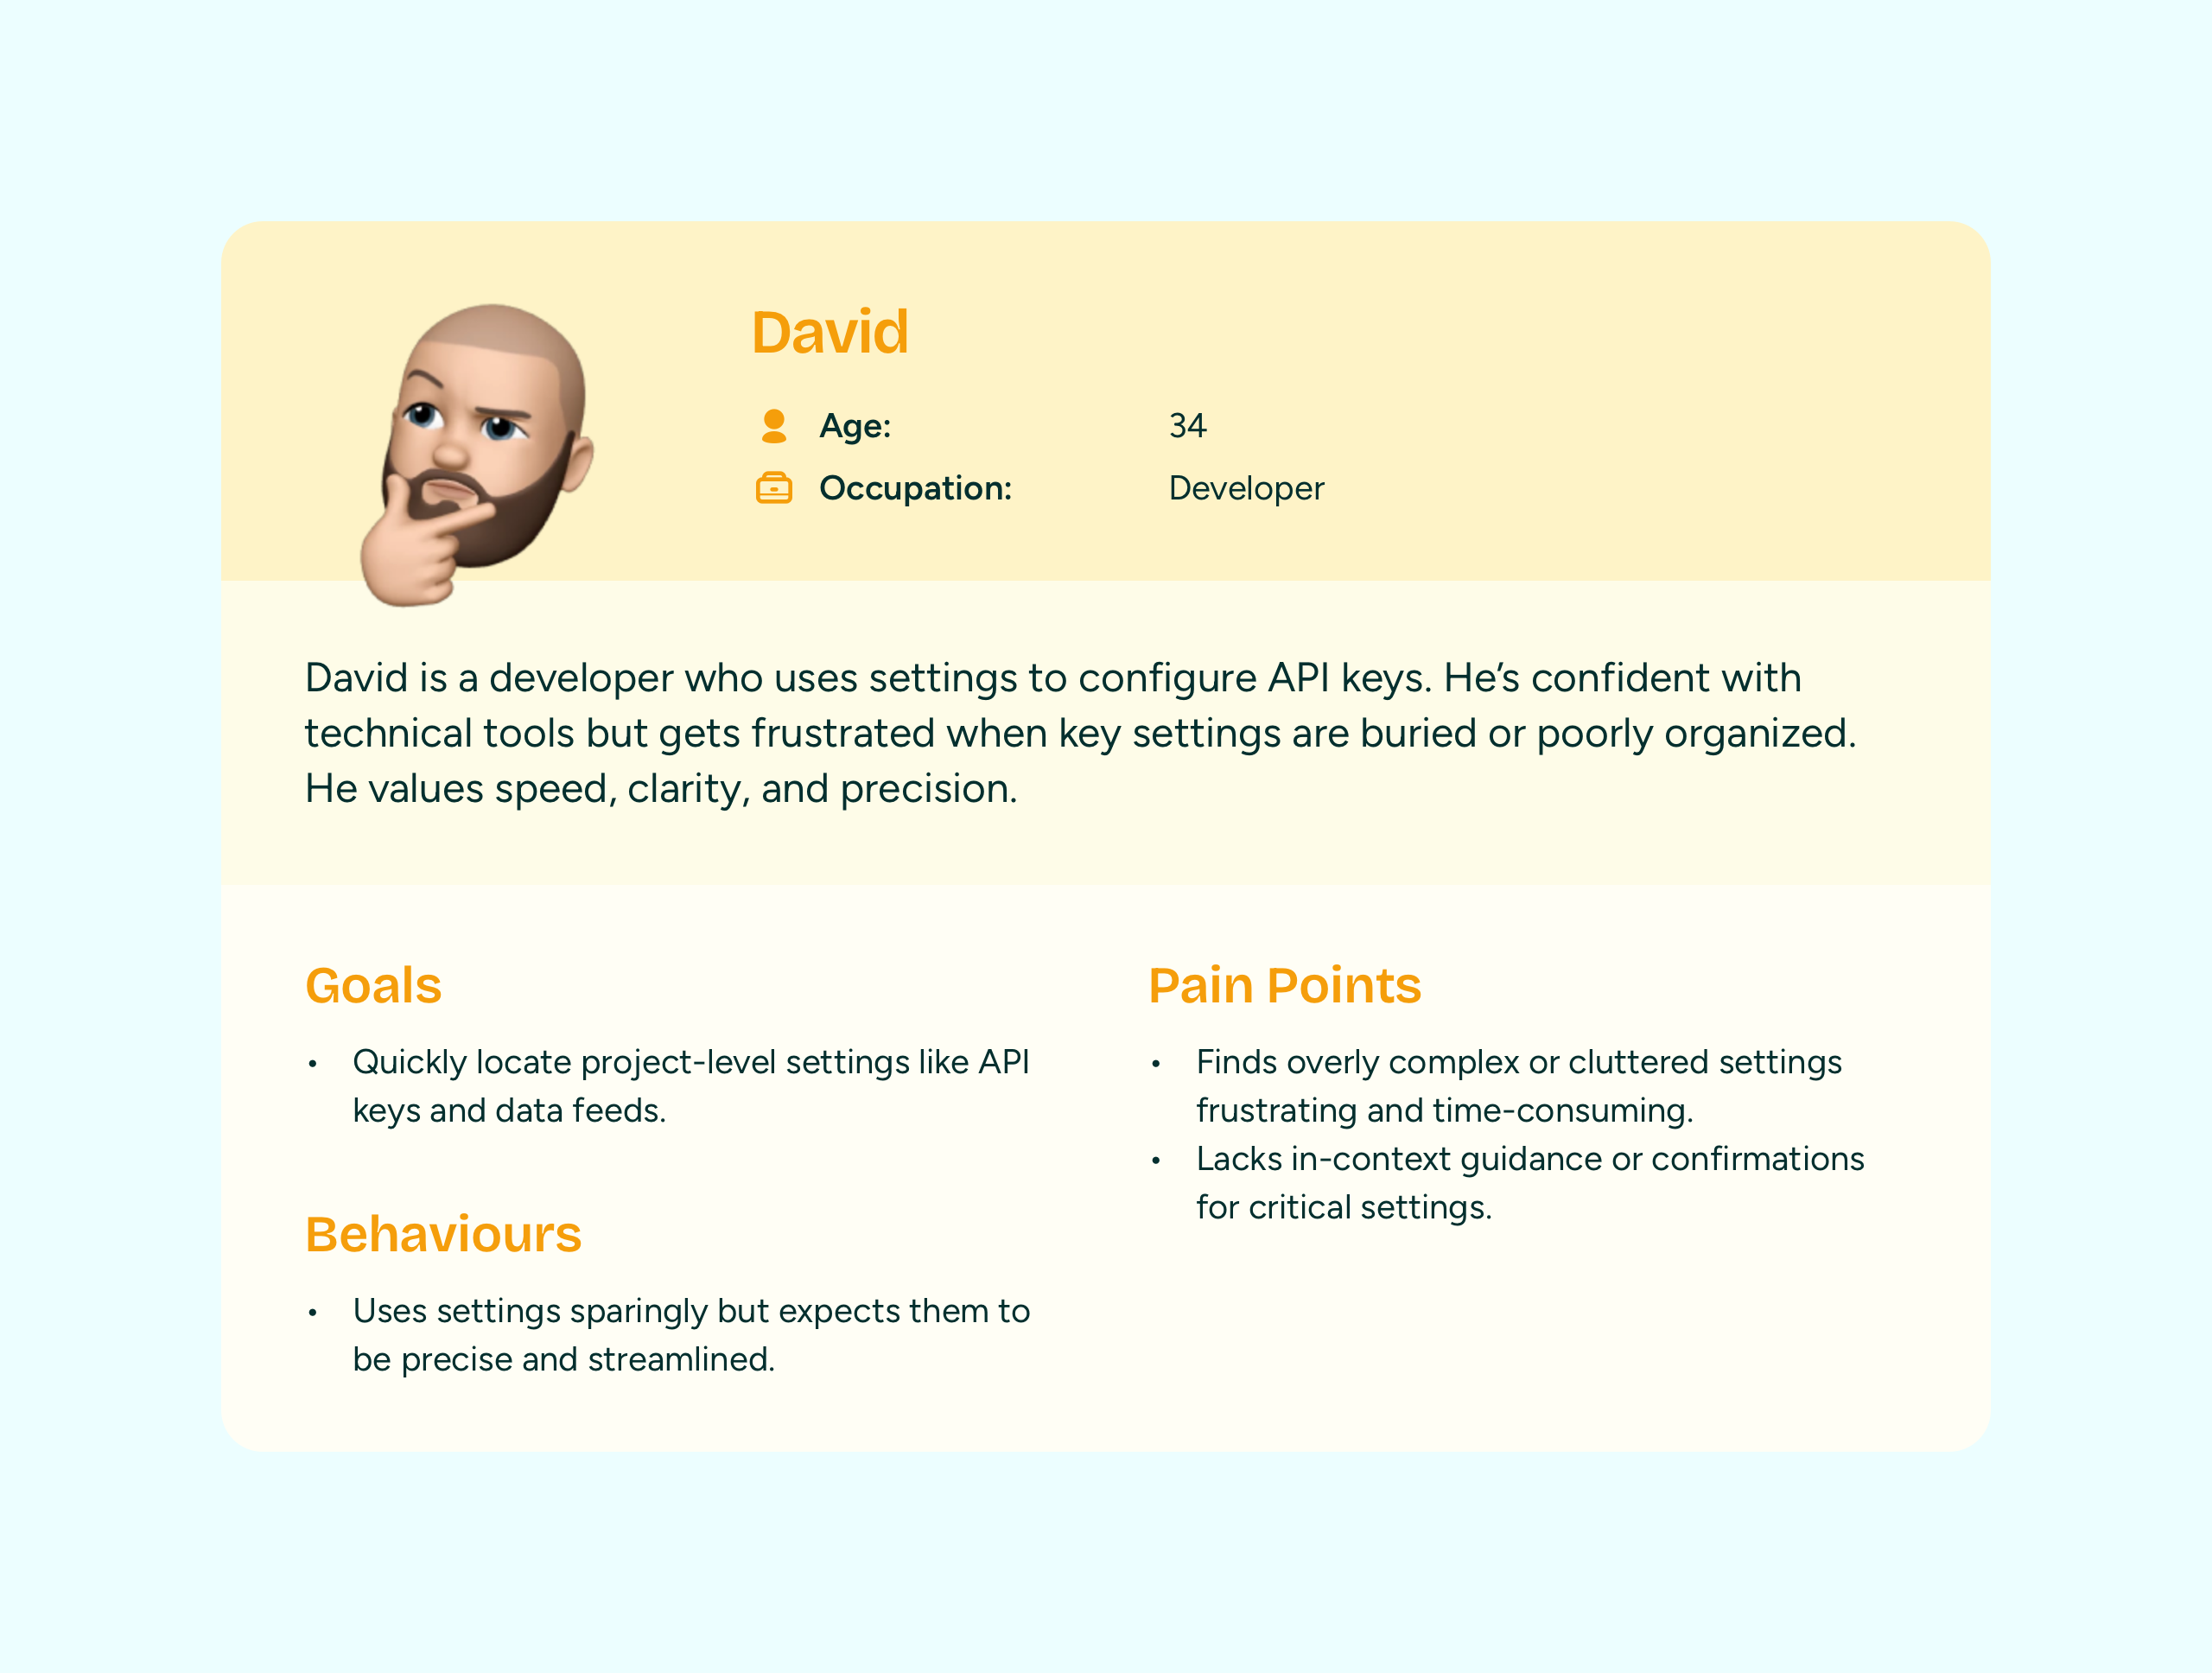 David
Age: 34
Occupation: Developer
David is a developer who uses settings to configure API keys. He’s confident with
technical tools but gets frustrated when key settings are buried or poorly organized.
He values speed, clarity, and precision.
Goals
• Quickly locate project-level settings like API
keys and data feeds.
Behaviours
• Uses settings sparingly but expects them to
be precise and streamlined.
Pain Points
• Finds overly complex or cluttered settings
frustrating and time-consuming.
• Lacks in-context guidance or confirmations
for critical settings.